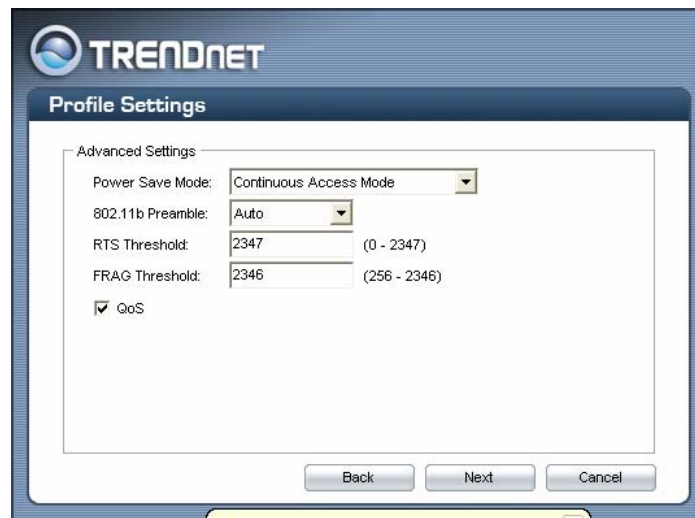 TRENDNET
Profile Settings
Advanced Settings
Power Save Mode: Continuous Access Mode
802.11b Preamble: Auto
RTS Threshold: 2347 (0 - 2347)
FRAG Threshold: 2346 (256 - 2346)
QoS
Back Next Cancel